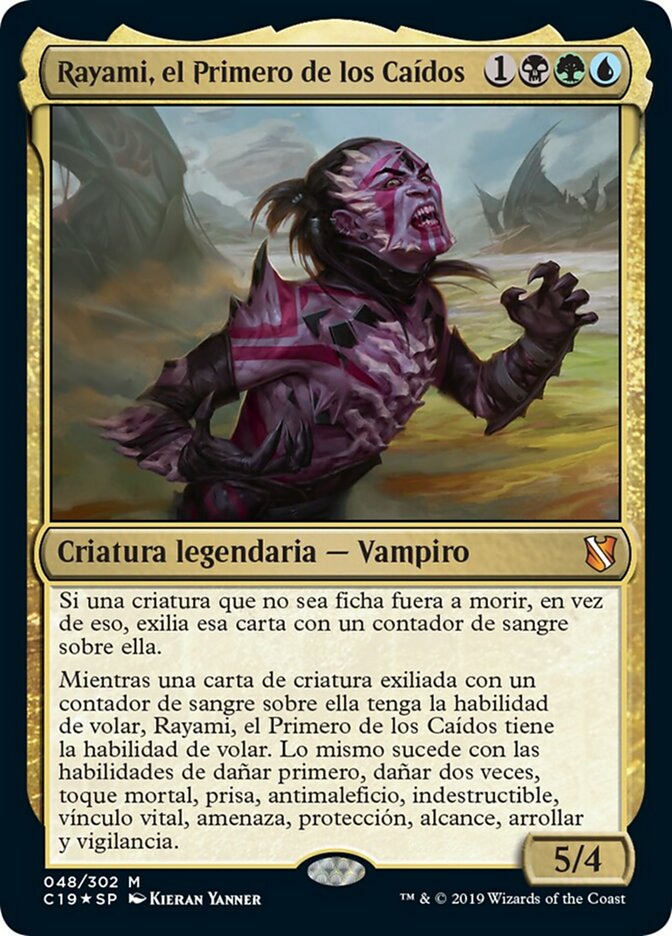 Rayami, el Primero de los Caídos 1
Criatura legendaria — Vampiro
Si una criatura que no sea ficha fuera a morir, en vez
de eso, exilia esa carta con un contador de sangre
sobre ella.
Mientras una carta de criatura exiliada con un
contador de sangre sobre ella tenga la habilidad
de volar, Rayami, el Primero de los Caídos tiene
la habilidad de volar. Lo mismo sucede con las
habilidades de dañar primero, dañar dos veces,
toque mortal, prisa, antimaleficio, indestructible,
vínculo vital, amenaza, protección, alcance, arrollar
y vigilancia.
5/4
048/302 M
C19★SP KIERAN YANNER
™ & © 2019 Wizards of the Coast